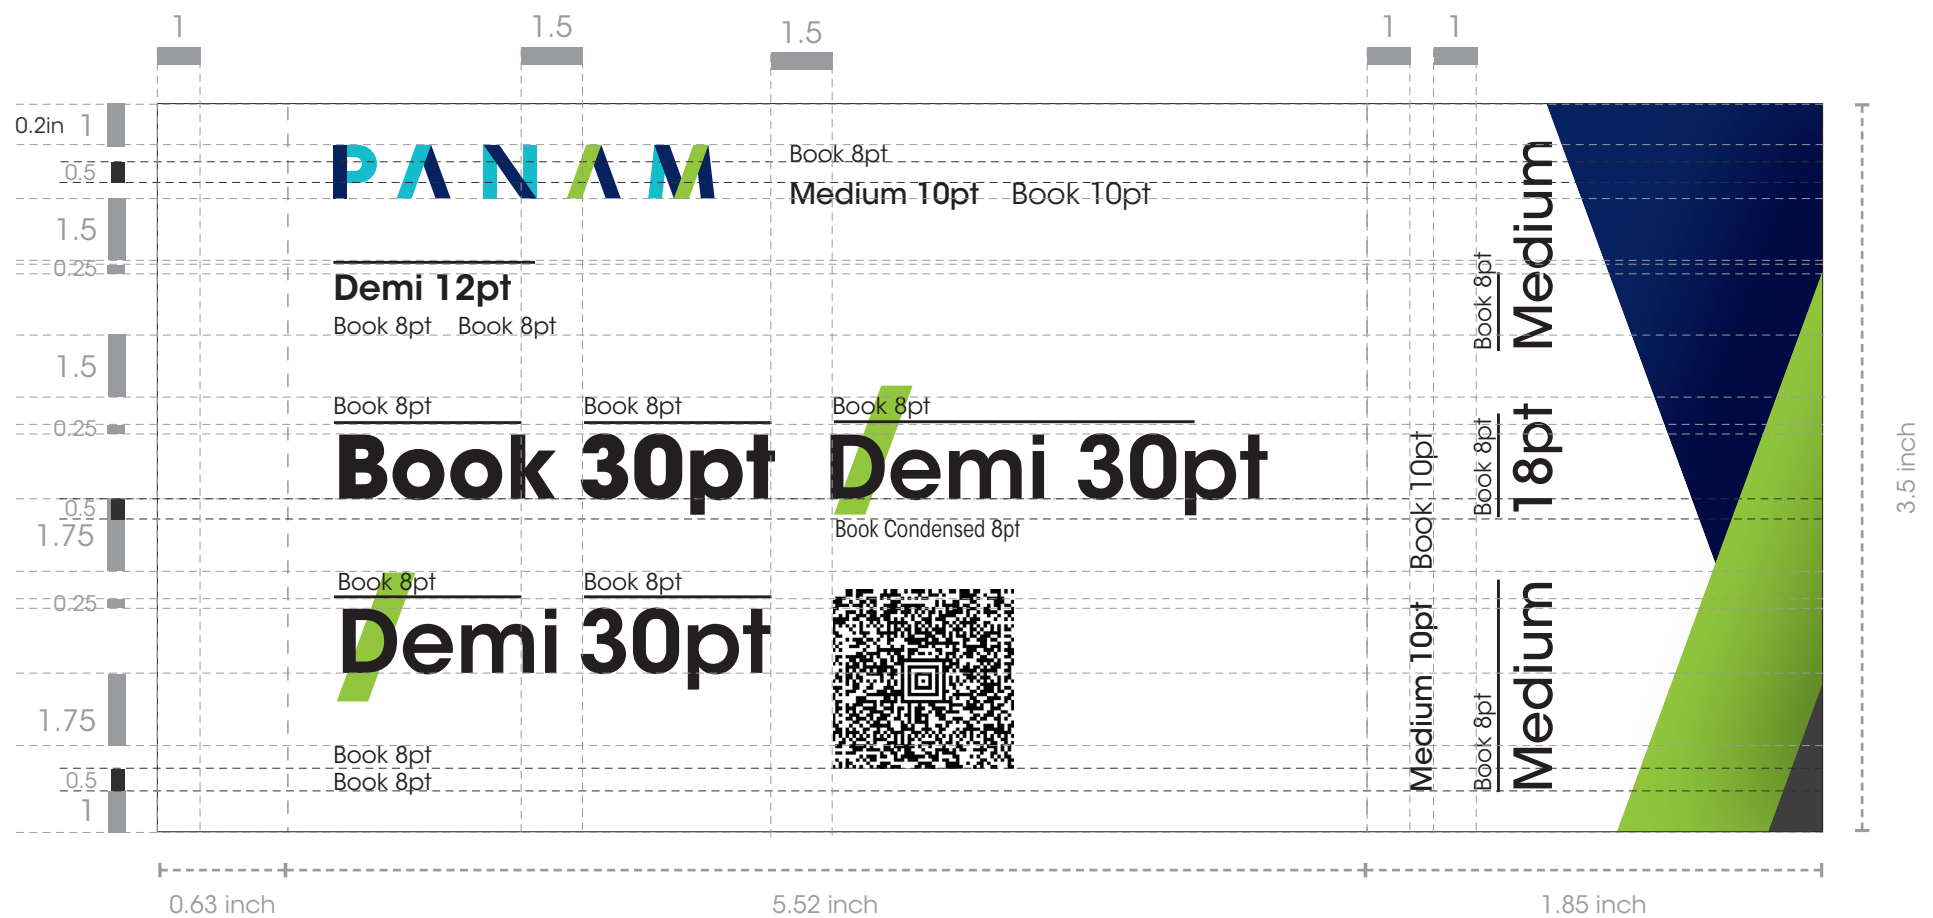 1
1.5
1.5
1
1
0.2in
1
0.5
1.5
0.25
1.5
0.25
0.5
1.75
0.25
1.75
0.5
1
PANAM
Book 8pt
Medium 10pt Book 10pt
Demi 12pt
Book 8pt Book 8pt
Book 8pt
Book 30pt
Book 8pt
Book 8pt
Demi 30pt
Book Condensed 8pt
Book 8pt
Demi 30pt
Book 8pt
Book 8pt
Book 8pt
Medium 10pt Book 10pt
Book 8pt
Medium
Book 8pt
18pt
Book 8pt
Medium
3.5 inch
0.63 inch
5.52 inch
1.85 inch